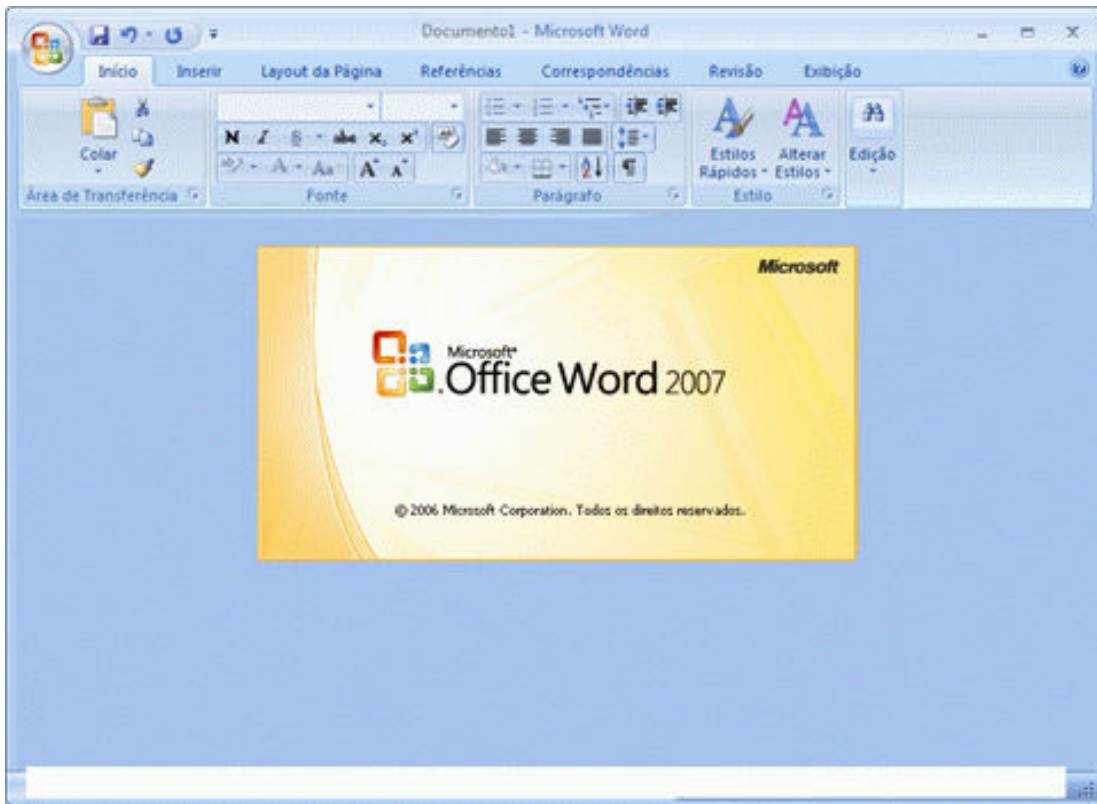 Documento1 - Microsoft Word
Início Inserir Layout da Página Referências Correspondências Revisão Exibição
Colar
N I S abc x₂ x²
Aa A A
Estilos Rápidos
Alterar Estilos
Edição
Área de Transferência Fonte Parágrafo Estilo
Microsoft
Microsoft®
Office Word 2007
© 2006 Microsoft Corporation. Todos os direitos reservados.